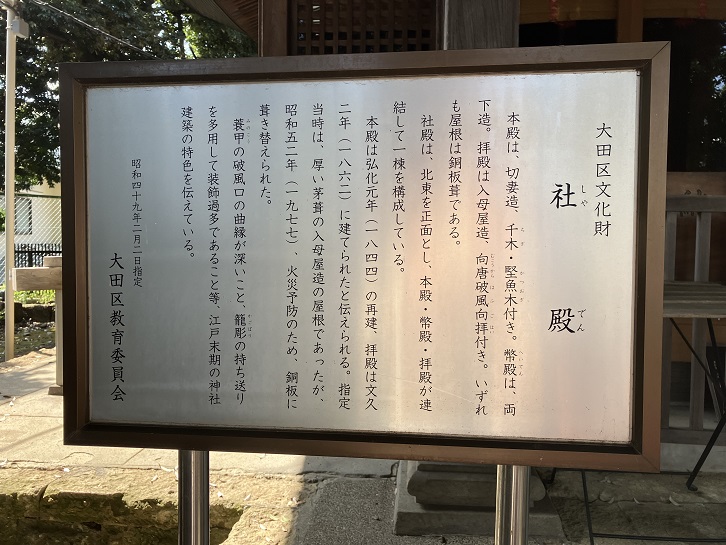 大田区文化財
社殿
しゃ でん
本殿は、切妻造、千木・堅魚木付き。幣殿は、両
下造。拝殿は入母屋造、向唐破風向拝付き。いずれ
も屋根は銅板葺である。
社殿は、北東を正面とし、本殿・幣殿・拝殿が連
結して一棟を構成している。
本殿は弘化元年(一八四四)の再建、拝殿は文久
二年(一八六二)に建てられたと伝えられる。指定
当時は、厚い茅葺の入母屋造の屋根であったが、
昭和五二年(一九七七)、火災予防のため、銅板に
葺き替えられた。
蓑甲の破風口の曲縁が深いこと、籠彫の持ち送り
を多用して装飾過多であること等、江戸末期の神社
建築の特色を伝えている。
昭和四十九年二月二日指定
大田区教育委員会